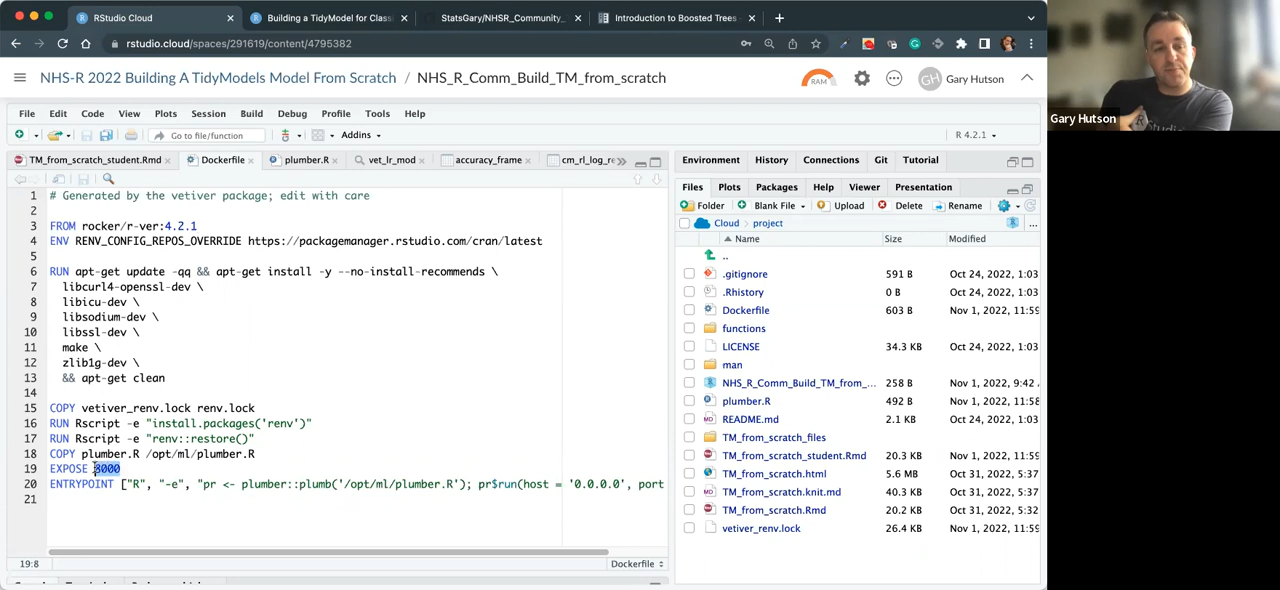 RStudio Cloud
Building a TidyModel for Class
StatsGary/NHSR_Community_
Introduction to Boosted Trees
rstudio.cloud/spaces/291619/content/4795382
NHS-R 2022 Building A TidyModels Model From Scratch / NHS_R_Comm_Build_TM_from_scratch
RAM
GH Gary Hutson
File Edit Code View Plots Session Build Debug Profile Tools Help
Go to file/function
Addins
R 4.2.1
TM_from_scratch_student.Rmd
Dockerfile
plumber.R
vet_lr_mod
accuracy_frame
cm_rl_log_re
# Generated by the vetiver package; edit with care
1
2
3 FROM rocker/r-ver:4.2.1
4 ENV RENV_CONFIG_REPOS_OVERRIDE https://packagemanager.rstudio.com/cran/latest
5
6 RUN apt-get update -qq && apt-get install -y --no-install-recommends \
7 libcurl4-openssl-dev \
8 libicu-dev \
9 libsodium-dev \
10 libssl-dev \
11 make \
12 zlib1g-dev \
13 && apt-get clean
14
15 COPY vetiver_renv.lock renv.lock
16 RUN Rscript -e "install.packages('renv')"
17 RUN Rscript -e "renv::restore()"
18 COPY plumber.R /opt/ml/plumber.R
19 EXPOSE 8000
20 ENTRYPOINT ["R", "-e", "pr <- plumber::plumb('/opt/ml/plumber.R'); pr$run(host = '0.0.0.0', port
21
19:8
Dockerfile
Environment History Connections Git Tutorial
Files Plots Packages Help Viewer Presentation
Folder Blank File Upload Delete Rename
Cloud project
Name Size Modified
..
.gitignore 591 B Oct 24, 2022, 1:03
.Rhistory 0 B Oct 24, 2022, 1:03
Dockerfile 603 B Nov 1, 2022, 11:59
functions
LICENSE 34.3 KB Oct 24, 2022, 1:03
man
NHS_R_Comm_Build_TM_from_... 258 B Nov 1, 2022, 9:42
plumber.R 492 B Nov 1, 2022, 11:58
README.md 2.1 KB Oct 24, 2022, 1:03
TM_from_scratch_files
TM_from_scratch_student.Rmd 20.3 KB Nov 1, 2022, 11:59
TM_from_scratch.html 5.6 MB Oct 31, 2022, 5:37
TM_from_scratch.knit.md 40.3 KB Oct 31, 2022, 5:37
TM_from_scratch.Rmd 20.2 KB Oct 31, 2022, 5:32
vetiver_renv.lock 26.4 KB Nov 1, 2022, 11:59
Gary Hutson